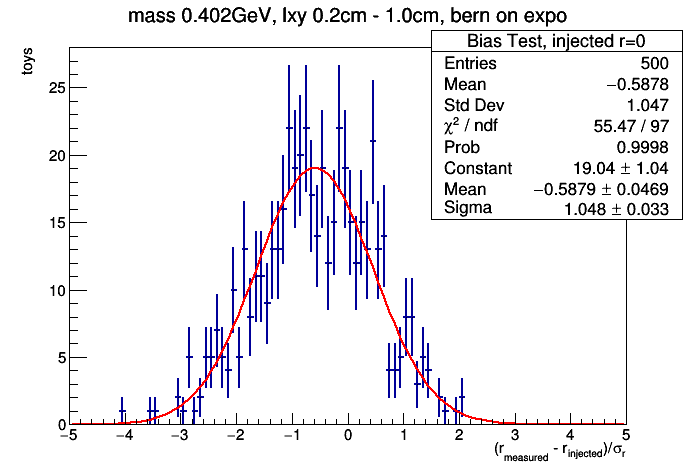 mass 0.402GeV, lxy 0.2cm - 1.0cm, bern on expo
Bias Test, injected r=0
Entries 500
Mean −0.5878
Std Dev 1.047
χ² / ndf 55.47 / 97
Prob 0.9998
Constant 19.04 ± 1.04
Mean −0.5879 ± 0.0469
Sigma 1.048 ± 0.033
toys
25
20
15
10
5
0
−5 −4 −3 −2 −1 0 1 2 3 4 5
(r_measured - r_injected)/σ_r